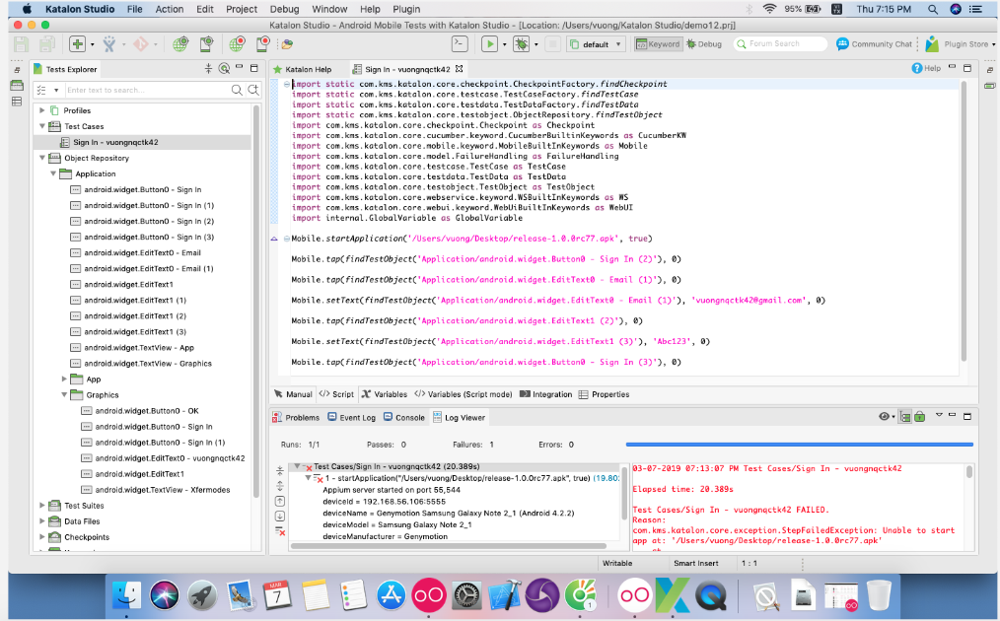 Katalon Studio File Action Edit Project Debug Window Help Plugin 95% Thu 7:15 PM
Katalon Studio - Android Mobile Tests with Katalon Studio - [Location: /Users/vuong/Katalon Studio/demo12.prj]
default Keyword Debug Forum Search Community Chat Plugin Store
Tests Explorer
Enter text to search...
Profiles
Test Cases
Sign In - vuongnqctk42
Object Repository
Application
android.widget.Button0 - Sign In
android.widget.Button0 - Sign In (1)
android.widget.Button0 - Sign In (2)
android.widget.Button0 - Sign In (3)
android.widget.EditText0 - Email
android.widget.EditText0 - Email (1)
android.widget.EditText1
android.widget.EditText1 (1)
android.widget.EditText1 (2)
android.widget.EditText1 (3)
android.widget.TextView - App
android.widget.TextView - Graphics
App
Graphics
android.widget.Button0 - OK
android.widget.Button0 - Sign In
android.widget.Button0 - Sign In (1)
android.widget.EditText0 - vuongnqctk42
android.widget.EditText1
android.widget.TextView - Xfermodes
Test Suites
Data Files
Checkpoints
Katalon Help Sign In - vuongnqctk42 Help
import static com.kms.katalon.core.checkpoint.CheckpointFactory.findCheckpoint
import static com.kms.katalon.core.testcase.TestCaseFactory.findTestCase
import static com.kms.katalon.core.testdata.TestDataFactory.findTestData
import static com.kms.katalon.core.testobject.ObjectRepository.findTestObject
import com.kms.katalon.core.checkpoint.Checkpoint as Checkpoint
import com.kms.katalon.core.cucumber.keyword.CucumberBuiltinKeywords as CucumberKW
import com.kms.katalon.core.mobile.keyword.MobileBuiltInKeywords as Mobile
import com.kms.katalon.core.model.FailureHandling as FailureHandling
import com.kms.katalon.core.testcase.TestCase as TestCase
import com.kms.katalon.core.testdata.TestData as TestData
import com.kms.katalon.core.testobject.TestObject as TestObject
import com.kms.katalon.core.webservice.keyword.WSBuiltInKeywords as WS
import com.kms.katalon.core.webui.keyword.WebUiBuiltInKeywords as WebUI
import internal.GlobalVariable as GlobalVariable
Mobile.startApplication('/Users/vuong/Desktop/release-1.0.0rc77.apk', true)
Mobile.tap(findTestObject('Application/android.widget.Button0 - Sign In (2)'), 0)
Mobile.tap(findTestObject('Application/android.widget.EditText0 - Email (1)'), 0)
Mobile.setText(findTestObject('Application/android.widget.EditText0 - Email (1)'), 'vuongnqctk42@gmail.com', 0)
Mobile.tap(findTestObject('Application/android.widget.EditText1 (2)'), 0)
Mobile.setText(findTestObject('Application/android.widget.EditText1 (3)'), 'Abc123', 0)
Mobile.tap(findTestObject('Application/android.widget.Button0 - Sign In (3)'), 0)
Manual Script Variables Variables (Script mode) Integration Properties
Problems Event Log Console Log Viewer
Runs: 1/1 Passes: 0 Failures: 1 Errors: 0
Test Cases/Sign In - vuongnqctk42 (20.389s)
1 - startApplication("/Users/vuong/Desktop/release-1.0.0rc77.apk", true) (19.80
Appium server started on port 55,544
deviceId = 192.168.56.106:5555
deviceName = Genymotion Samsung Galaxy Note 2_1 (Android 4.2.2)
deviceModel = Samsung Galaxy Note 2_1
deviceManufacturer = Genymotion
03-07-2019 07:13:07 PM Test Cases/Sign In - vuongnqctk42
Elapsed time: 20.389s
Test Cases/Sign In - vuongnqctk42 FAILED.
Reason:
com.kms.katalon.core.exception.StepFailedException: Unable to start
app at: '/Users/vuong/Desktop/release-1.0.0rc77.apk'
Writable Smart Insert 1 : 1
MAR
7
1